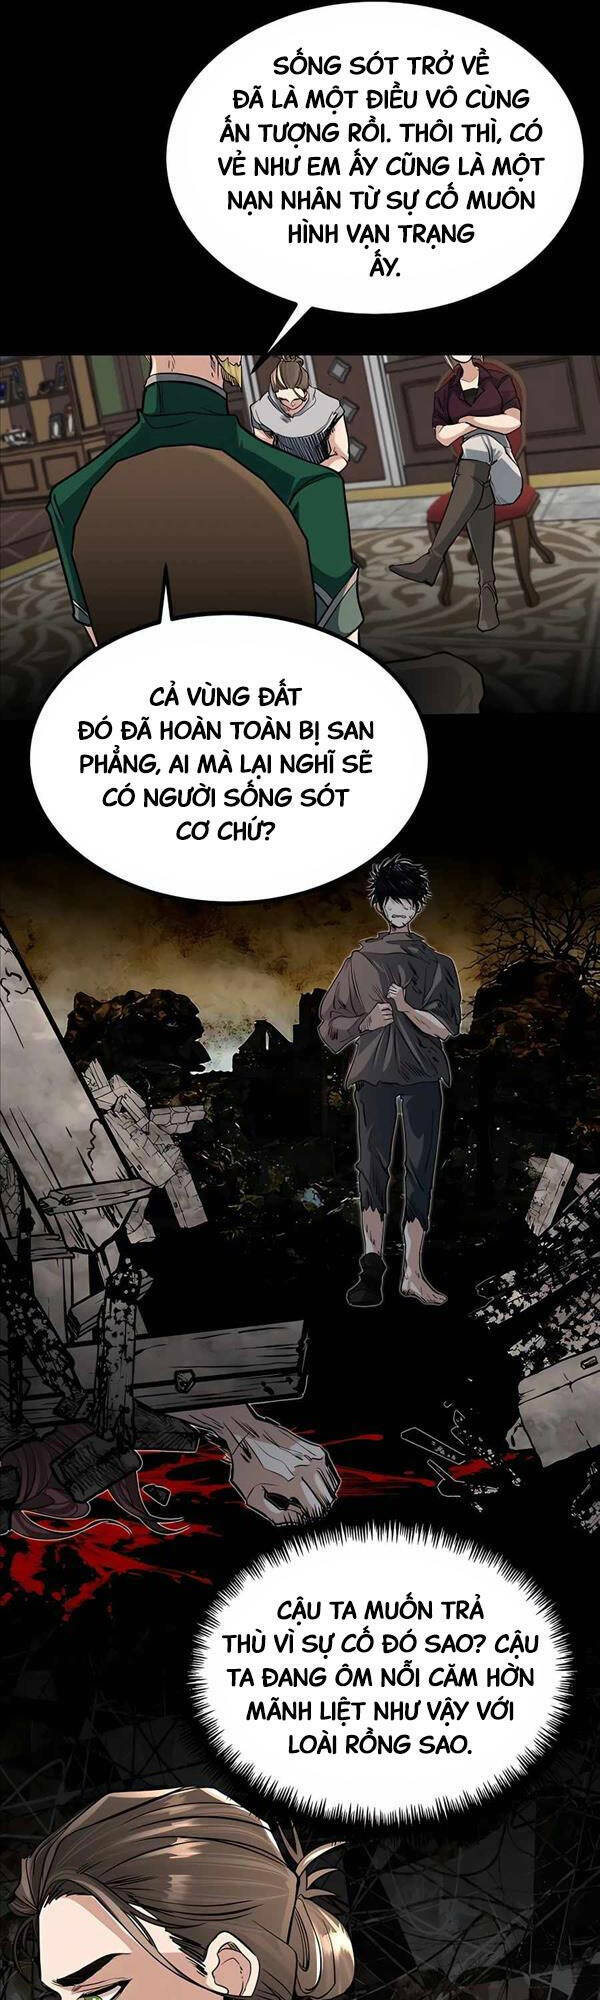 SỐNG SÓT TRỞ VỀ
ĐÃ LÀ MỘT ĐIỀU VÔ CÙNG
ẤN TƯỢNG RỒI. THÔI THÌ, CÓ
VẺ NHƯ EM ẤY CŨNG LÀ MỘT
NẠN NHÂN TỪ SỰ CỐ MUÔN
HÌNH VẠN TRẠNG
ẤY.
CẢ VÙNG ĐẤT
ĐÓ ĐÃ HOÀN TOÀN BỊ SAN
PHẲNG, AI MÀ LẠI NGHĨ SẼ
CÓ NGƯỜI SỐNG SÓT
CƠ CHỨ?
CẬU TA MUỐN TRẢ
THÙ VÌ SỰ CỐ ĐÓ SAO? CẬU
TA ĐANG ÔM NỖI CĂM HỜN
MÃNH LIỆT NHƯ VẬY VỚI
LOÀI RỒNG SAO.